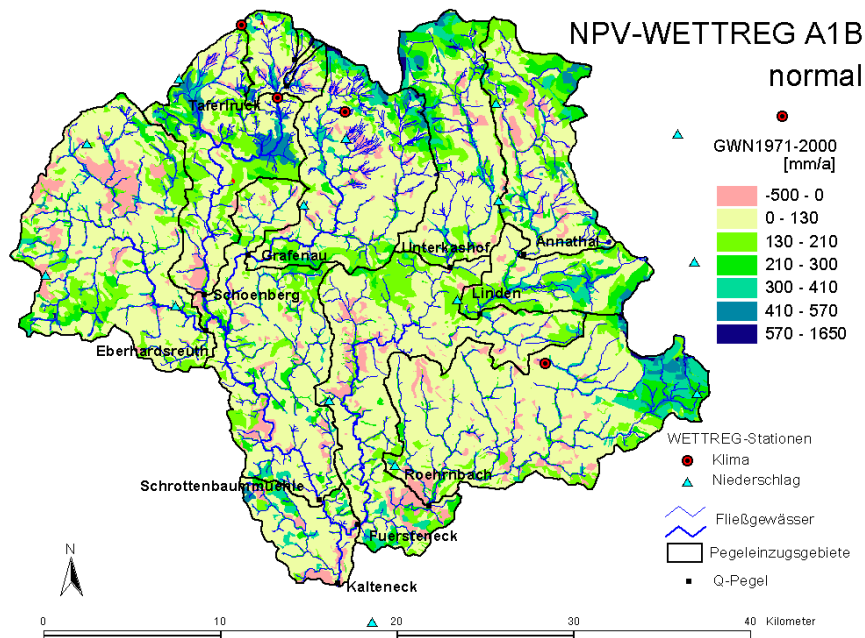 NPV-WETTREG A1B
normal
GWN1971-2000
[mm/a]
-500 - 0
0 - 130
130 - 210
210 - 300
300 - 410
410 - 570
570 - 1650
Taferlruck
Grafenau
Unterkashof
Annathal
Schoenberg
Linden
Eberhardsreuth
WETTREG-Stationen
Klima
Niederschlag
Roehrnbach
Schrottenbaummuehle
Fließgewässer
Fuersteneck
Pegeleinzugsgebiete
N
Kalteneck
Q-Pegel
0 10 20 30 40 Kilometer